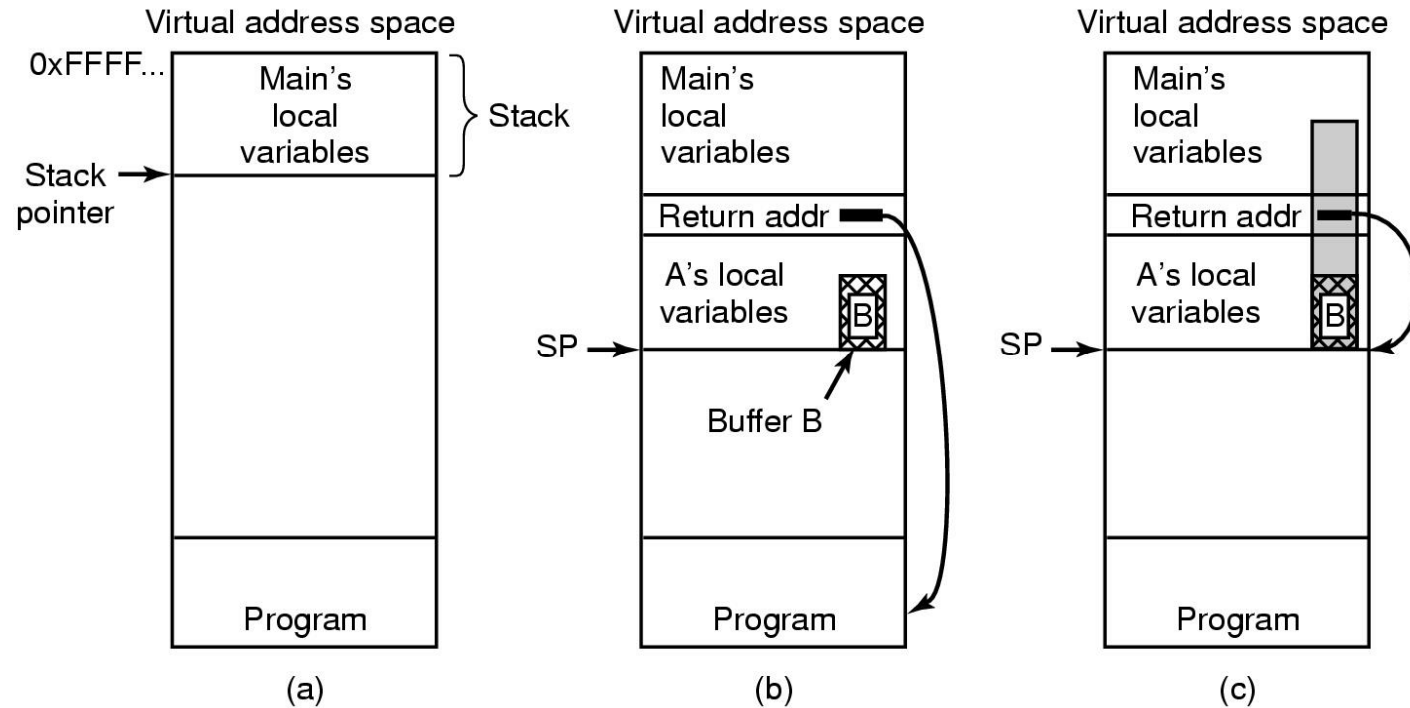 Virtual address space
0xFFFF...
Main's
local
variables
Stack
Stack
pointer
Program
(a)
Virtual address space
Main's
local
variables
Return addr
A's local
variables
B
SP
Buffer B
Program
(b)
Virtual address space
Main's
local
variables
Return addr
A's local
variables
B
SP
Program
(c)